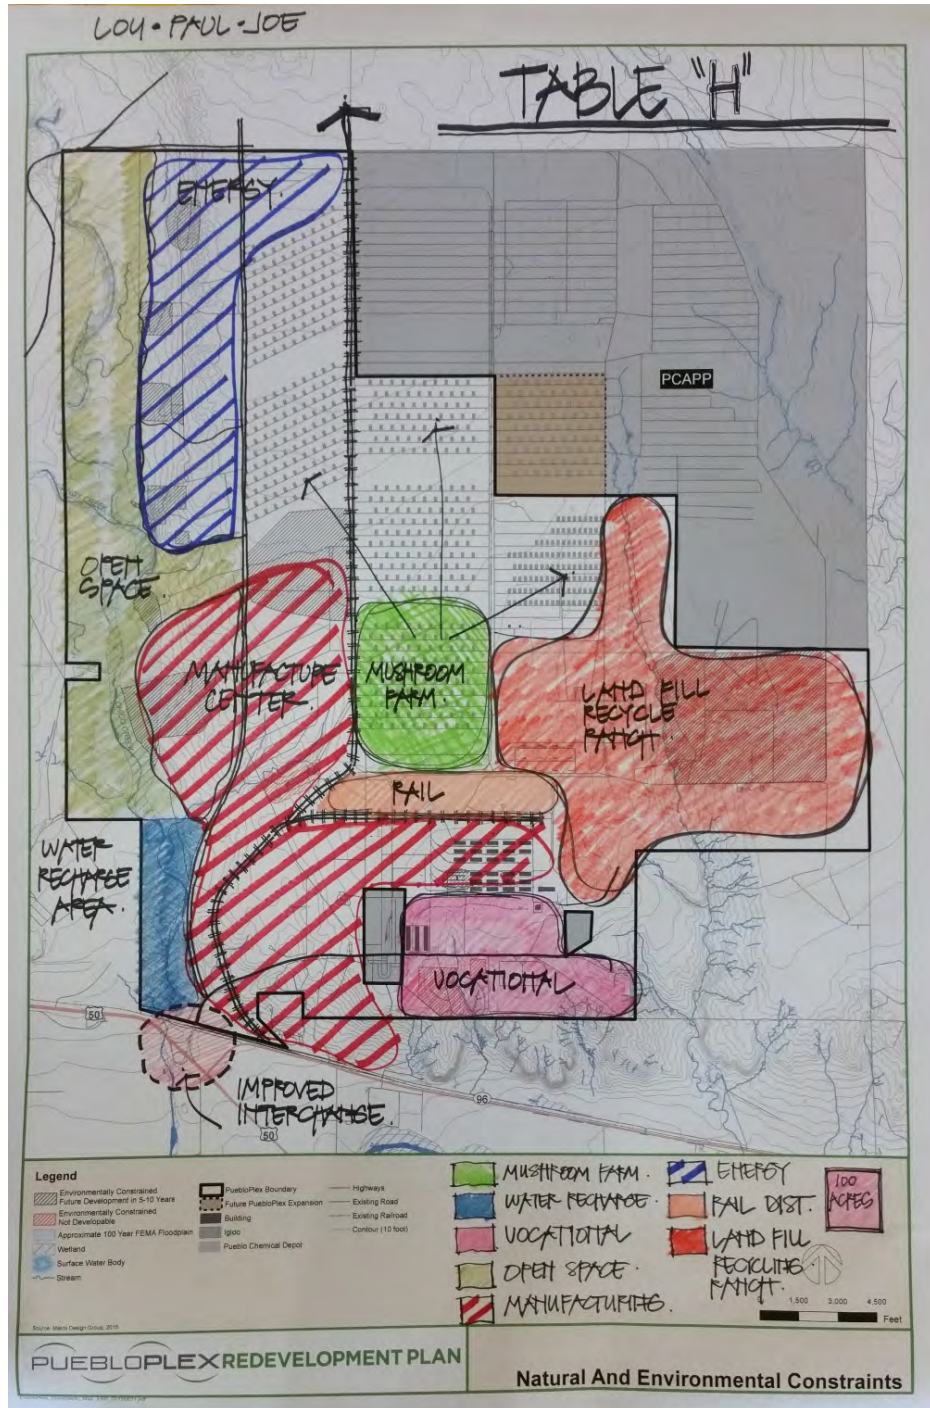 LOU • PAUL • JOE
TABLE "H"
ENERGY.
PCAPP
OPEN
SPACE.
MANUFACTURE
CENTER.
MUSHROOM
FARM.
LAND FILL
RECYCLE
RANCH.
RAIL
WATER
RECHARGE
AREA.
VOCATIONAL
50
IMPROVED
INTERCHANGE.
96
50
Legend
Environmentally Constrained
Future Development in 5-10 Years
Environmentally Constrained
Not Developable
Approximate 100 Year FEMA Floodplain
Wetland
Surface Water Body
Stream
PuebloPlex Boundary
Future PuebloPlex Expansion
Building
Igloo
Pueblo Chemical Depot
Highways
Existing Road
Existing Railroad
Contour (10 foot)
MUSHROOM FARM.
WATER RECHARGE.
VOCATIONAL
OPEN SPACE.
MANUFACTURING.
ENERGY
RAIL DIST.
LAND FILL
RECYCLING
RANCH.
100
ACRES
0 1,500 3,000 4,500
Feet
Source: Matrix Design Group, 2015
PUEBLOPLEX REDEVELOPMENT PLAN
Natural And Environmental Constraints